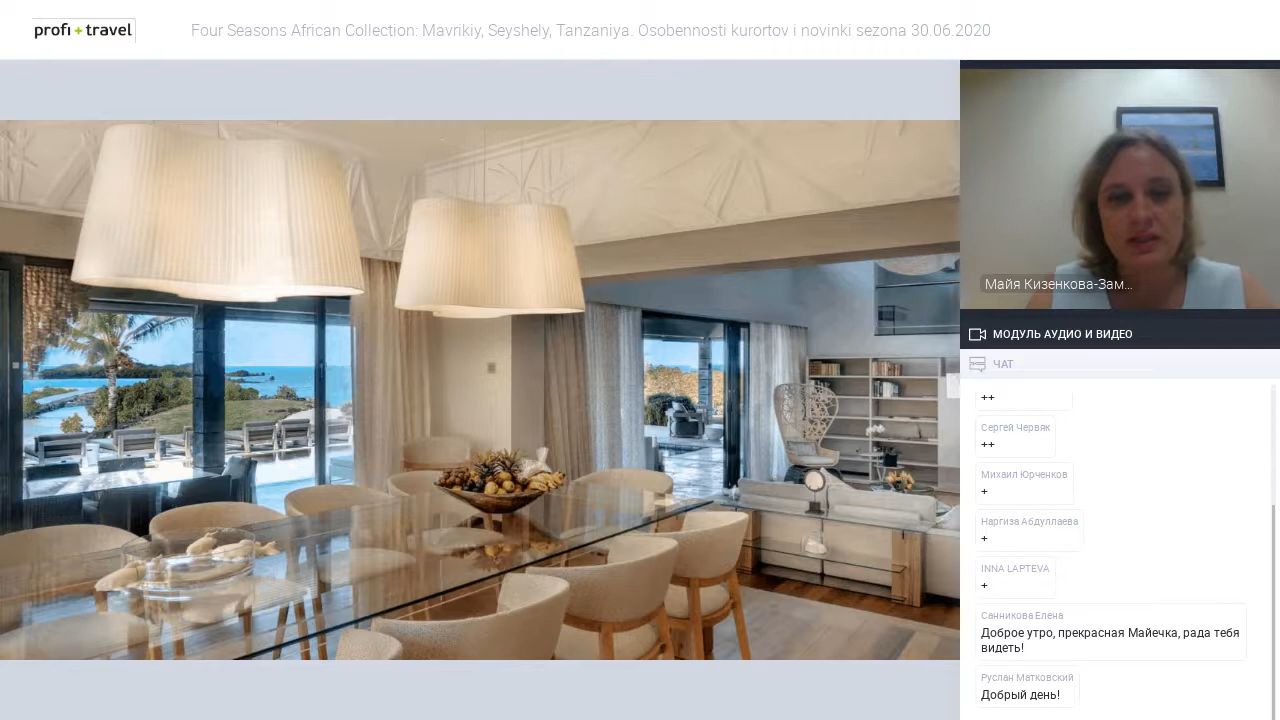 profi + travel
Four Seasons African Collection: Mavrikiy, Seyshely, Tanzaniya. Osobennosti kurortov i novinki sezona 30.06.2020
Майя Кизенкова-Зам...
МОДУЛЬ АУДИО И ВИДЕО
ЧАТ
++
Сергей Червяк
++
Михаил Юрченков
+
Наргиза Абдуллаева
+
INNA LAPTEVA
+
Санникова Елена
Доброе утро, прекрасная Майечка, рада тебя
видеть!
Руслан Матковский
Добрый день!